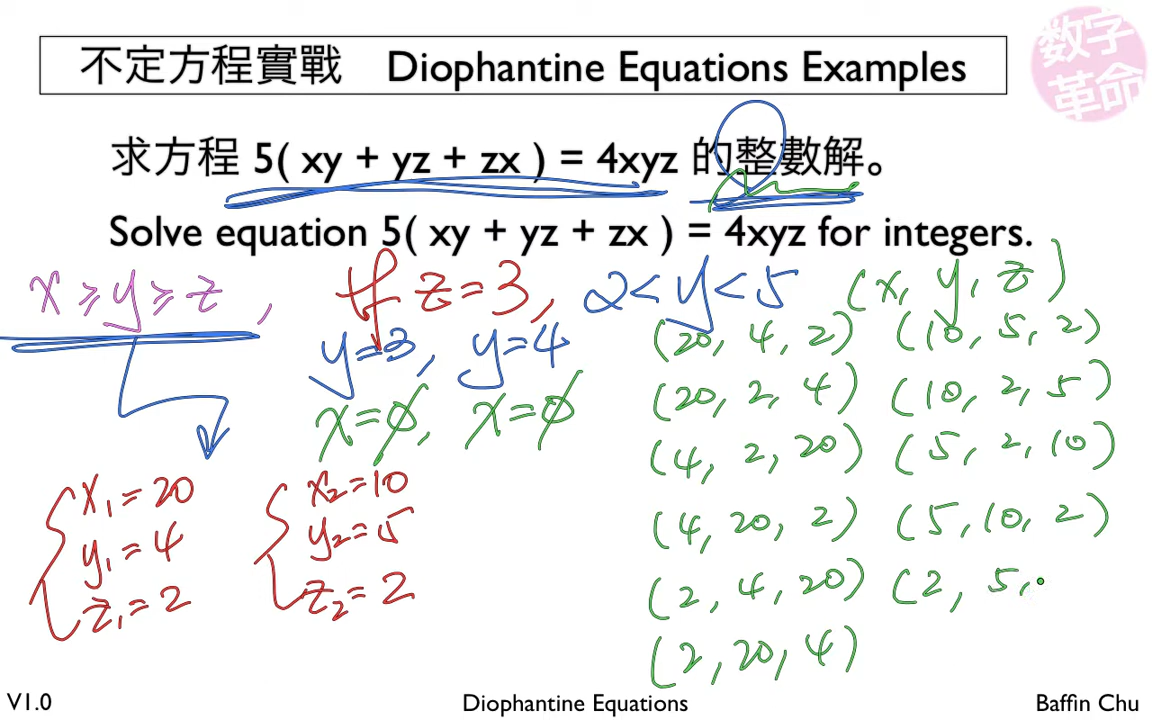 不定方程實戰 Diophantine Equations Examples
数字
革命
求方程 5( xy + yz + zx ) = 4xyz 的整數解。
Solve equation 5( xy + yz + zx ) = 4xyz for integers.
x ≥ y ≥ z , if z = 3, 2 < y < 5 (x, y, z)
y=3, y=4
x=∅, x=∅
(20, 4, 2) (10, 5, 2)
(20, 2, 4) (10, 2, 5)
(4, 2, 20) (5, 2, 10)
(4, 20, 2) (5, 10, 2)
(2, 4, 20) (2, 5,
(2, 20, 4)
x₁=20 x₂=10
y₁=4 y₂=5
z₁=2 z₂=2
V1.0 Diophantine Equations Baffin Chu